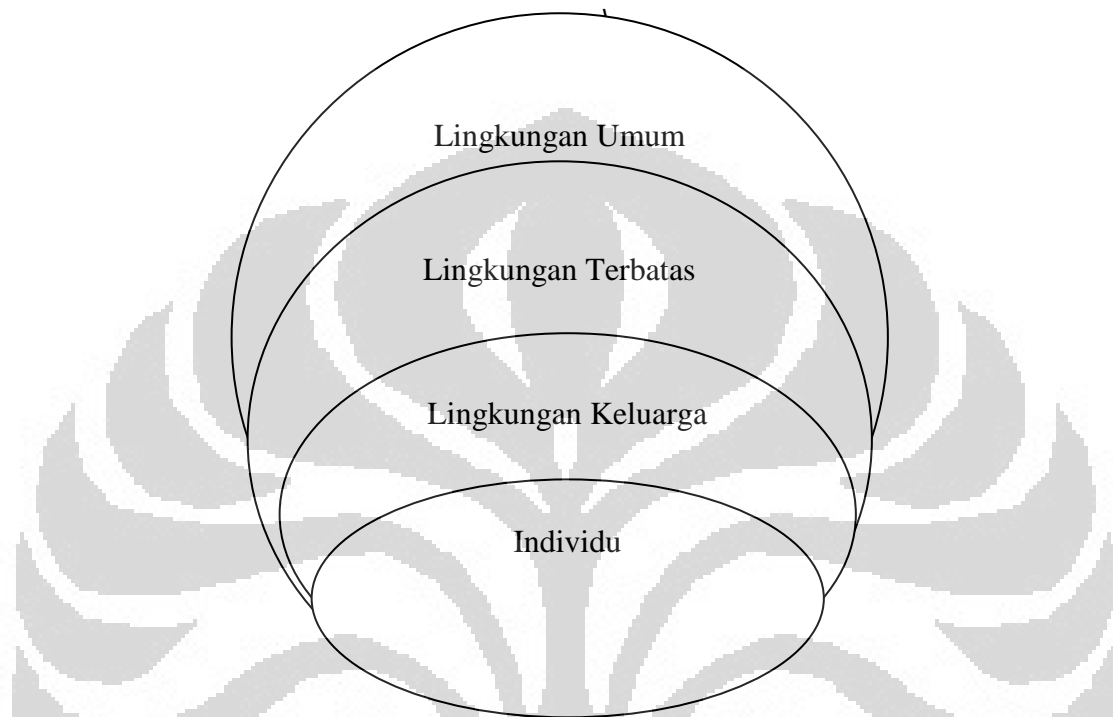 Lingkungan Umum
Lingkungan Terbatas
Lingkungan Keluarga
Individu